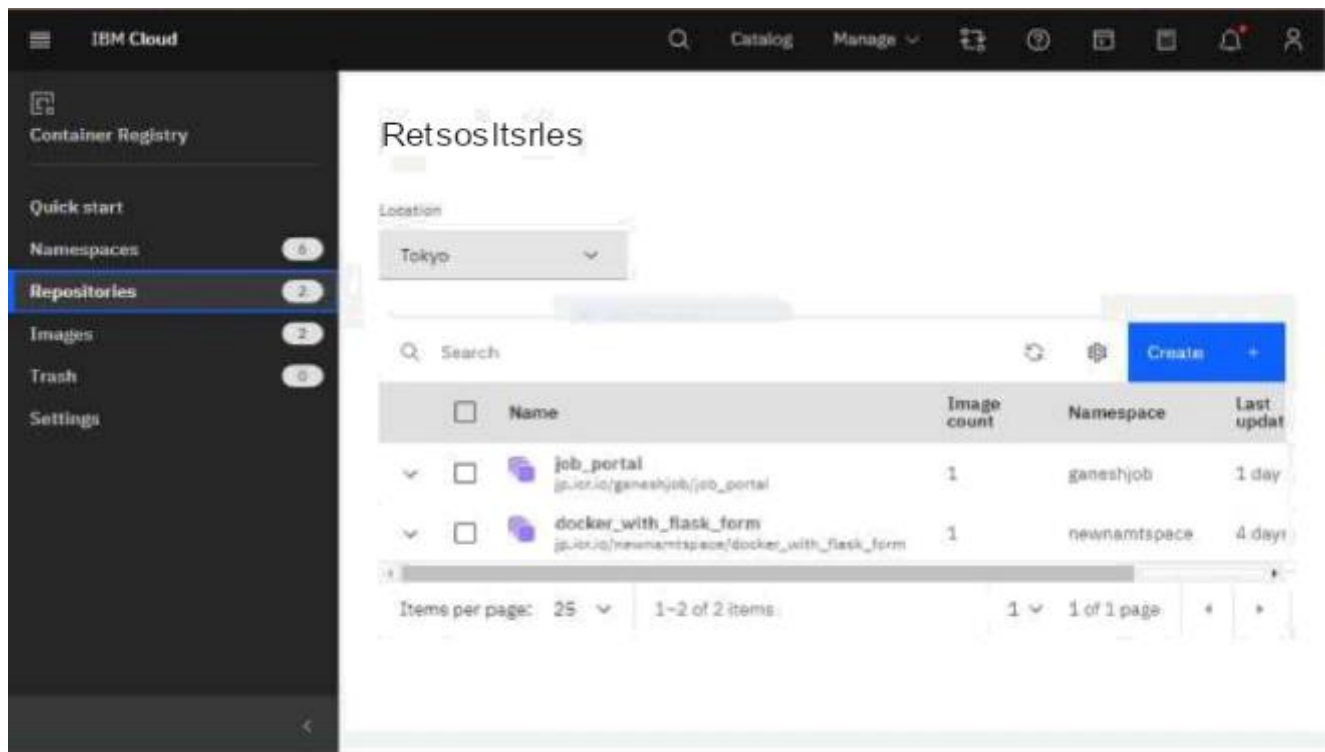 IBM Cloud
Catalog
Manage
Container Registry
Quick start
Namespaces 6
Repositories 2
Images 2
Trash 0
Settings
RetsosItsrles
Location
Tokyo
Search
Create +
Name
Image count
Namespace
Last updat
job_portal
jp.icr.io/ganeshjob/job_portal
1
ganeshjob
1 day
docker_with_flask_form
jp.icr.io/newnamtspace/docker_with_flask_form
1
newnamtspace
4 days
Items per page: 25
1–2 of 2 items
1
1 of 1 page